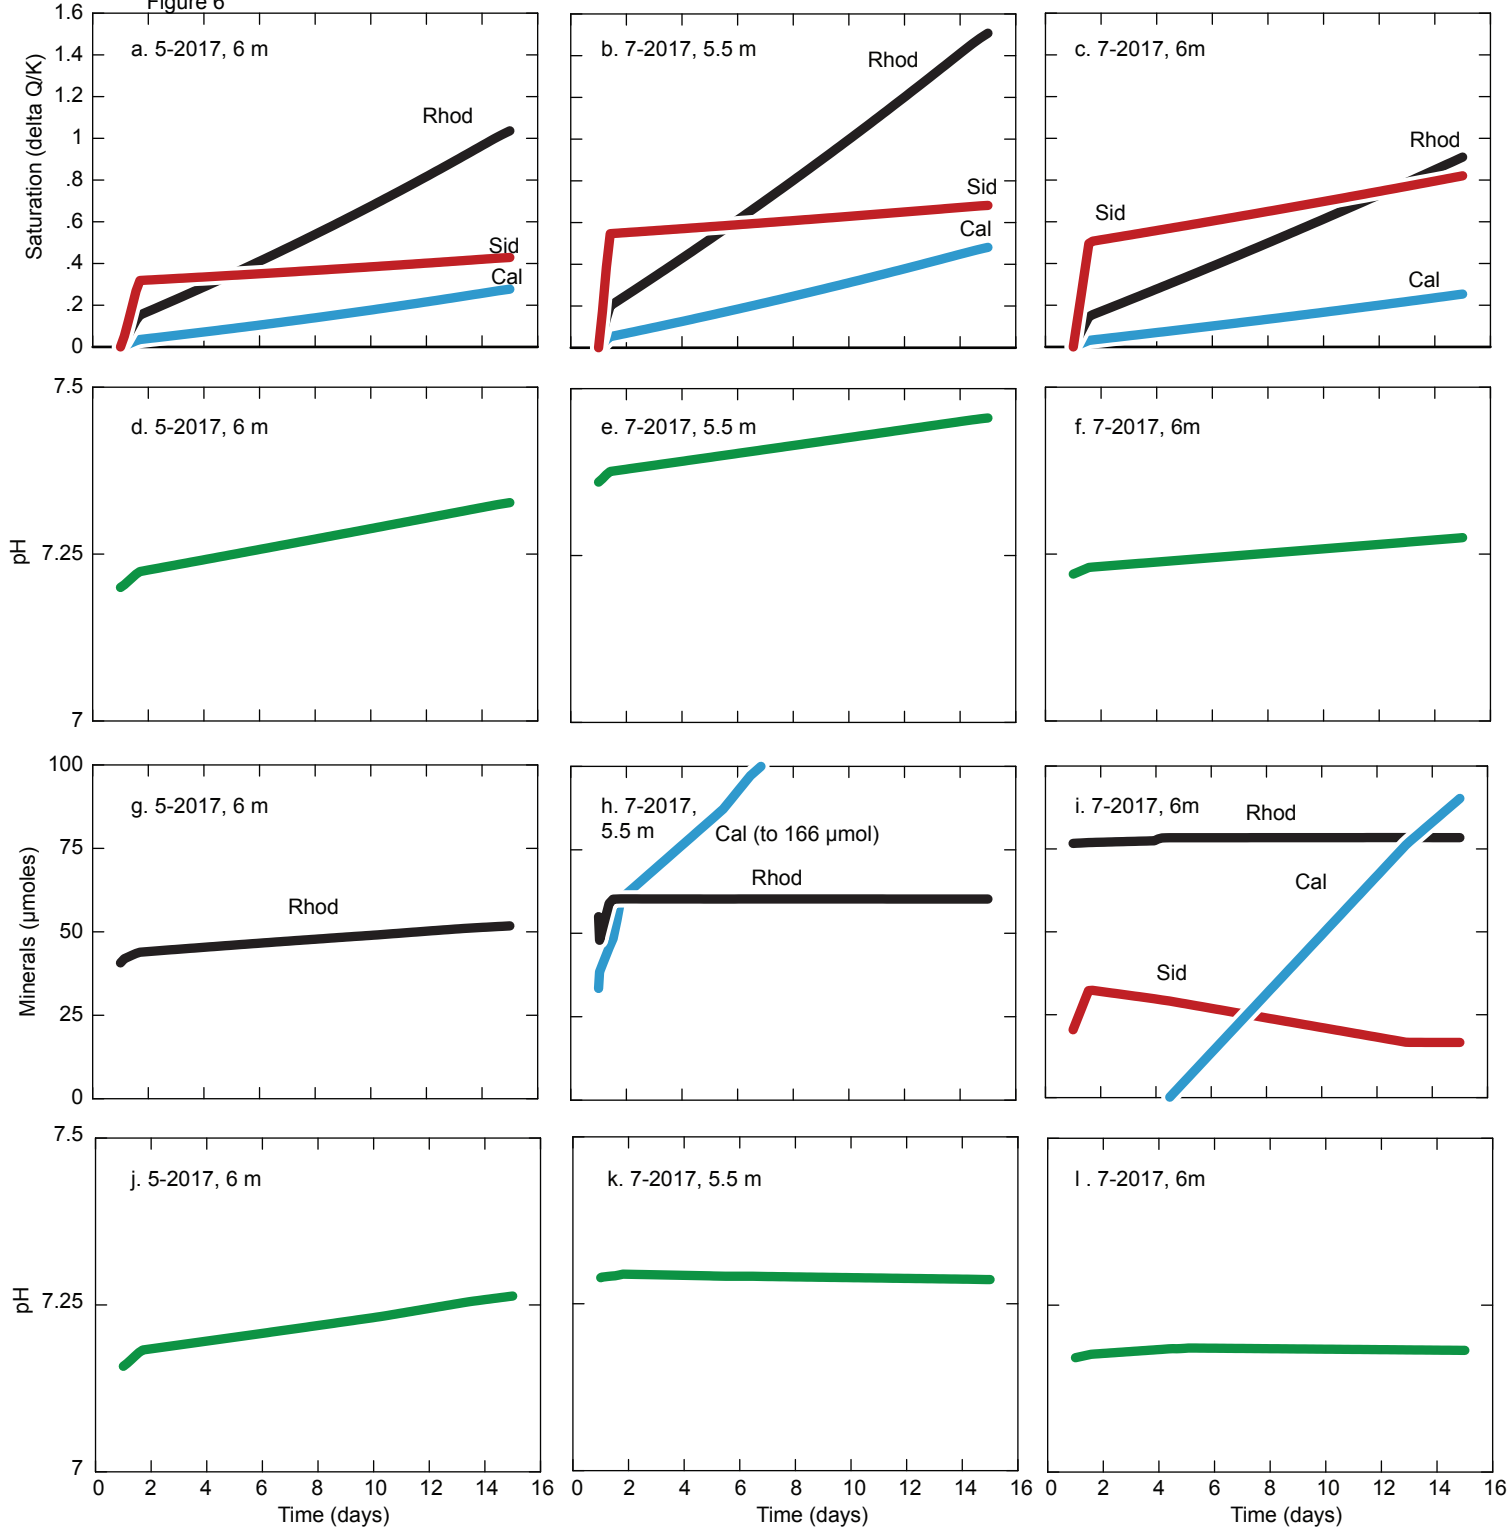 Figure 6
1.6
1.4
1.2
1
.8
.6
.4
.2
0
Saturation (delta Q/K)
a. 5-2017, 6 m
Rhod
Sid
Cal
b. 7-2017, 5.5 m
Rhod
Sid
Cal
c. 7-2017, 6m
Rhod
Sid
Cal
7.5
7.25
7
pH
d. 5-2017, 6 m
e. 7-2017, 5.5 m
f. 7-2017, 6m
100
75
50
25
0
Minerals (µmoles)
g. 5-2017, 6 m
Rhod
h. 7-2017,
5.5 m
Cal (to 166 µmol)
Rhod
i. 7-2017, 6m
Rhod
Cal
Sid
7.5
7.25
7
pH
j. 5-2017, 6 m
k. 7-2017, 5.5 m
l . 7-2017, 6m
0 2 4 6 8 10 12 14 16
0 2 4 6 8 10 12 14 16
2 4 6 8 10 12 14 16
Time (days)
Time (days)
Time (days)